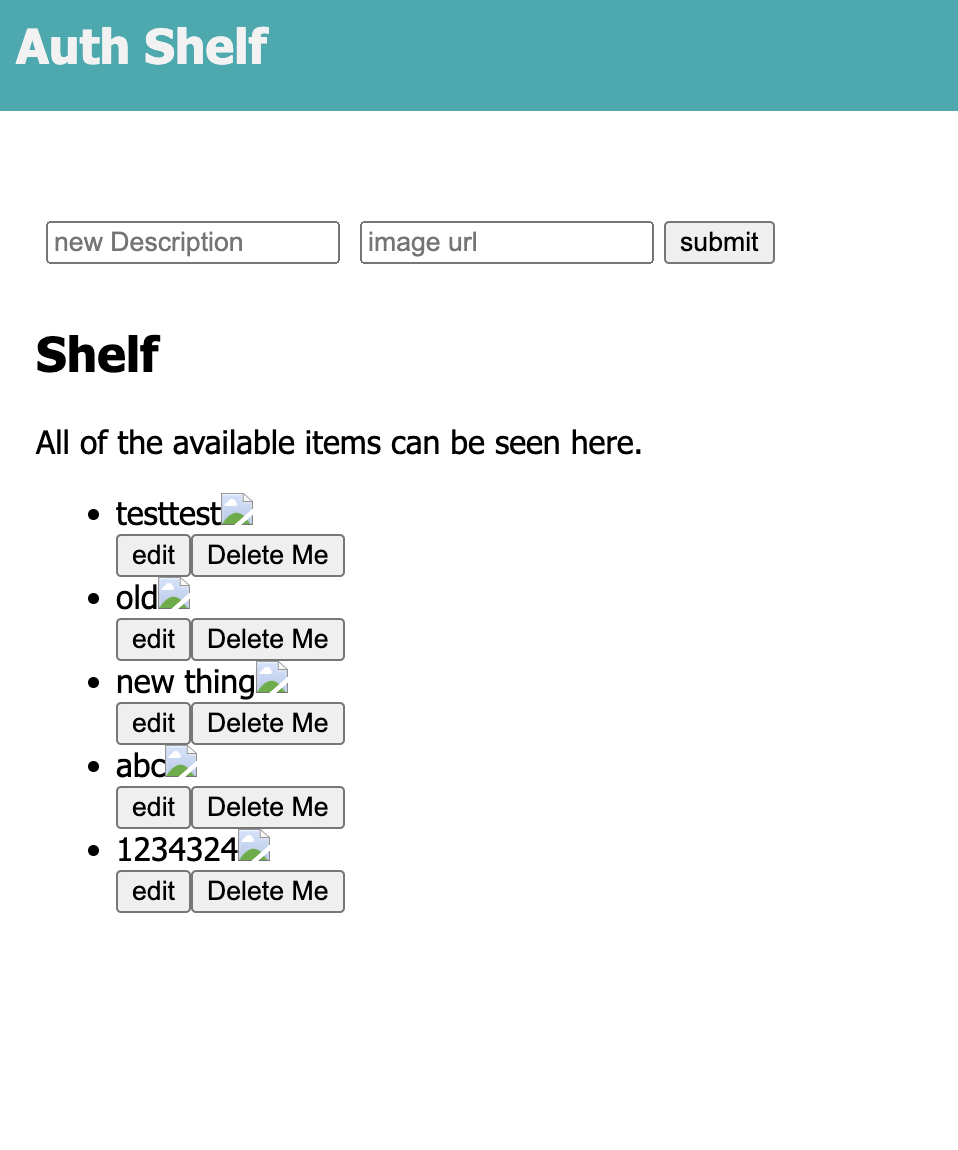 Auth Shelf
new Description image url submit
Shelf
All of the available items can be seen here.
testtest
edit Delete Me
old
edit Delete Me
new thing
edit Delete Me
abc
edit Delete Me
1234324
edit Delete Me